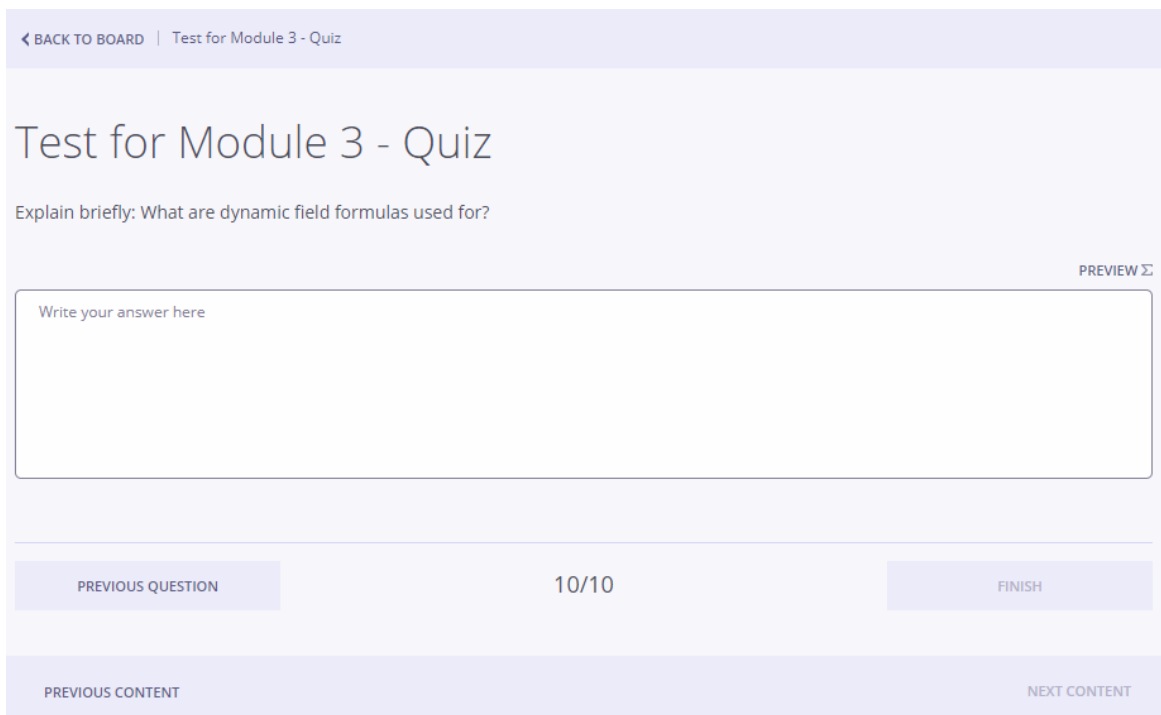 BACK TO BOARD | Test for Module 3 - Quiz
Test for Module 3 - Quiz
Explain briefly: What are dynamic field formulas used for?
PREVIEW Σ
Write your answer here
PREVIOUS QUESTION 10/10 FINISH
PREVIOUS CONTENT NEXT CONTENT